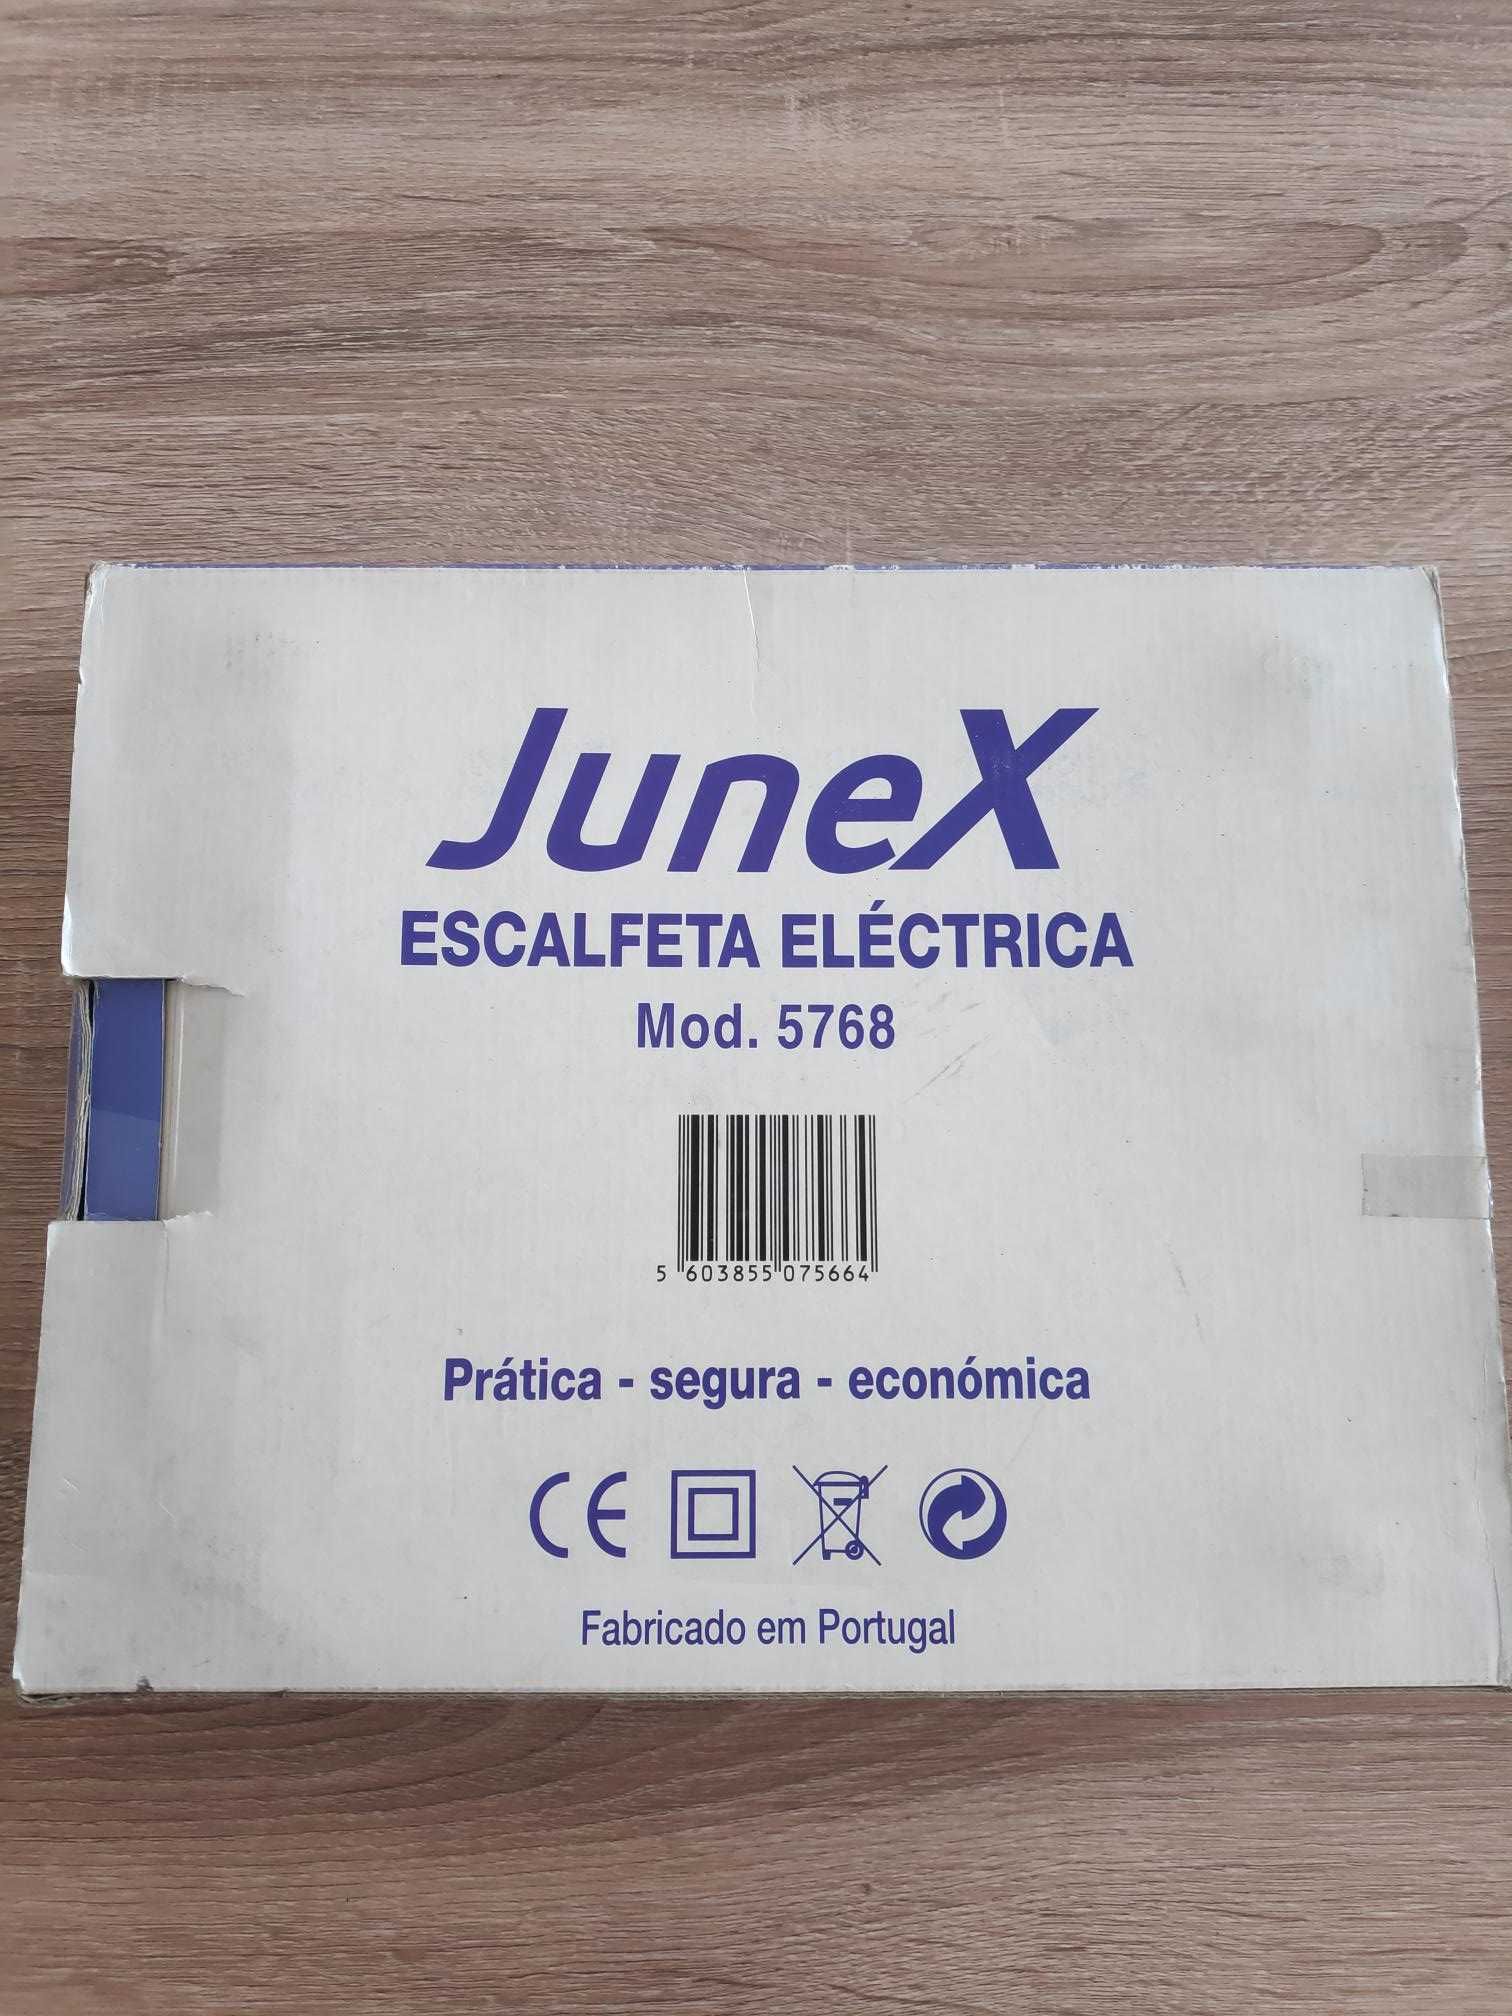 JuneX
ESCALFETA ELÉCTRICA
Mod. 5768
5 603855 075664
Prática - segura - económica
CE
Fabricado em Portugal